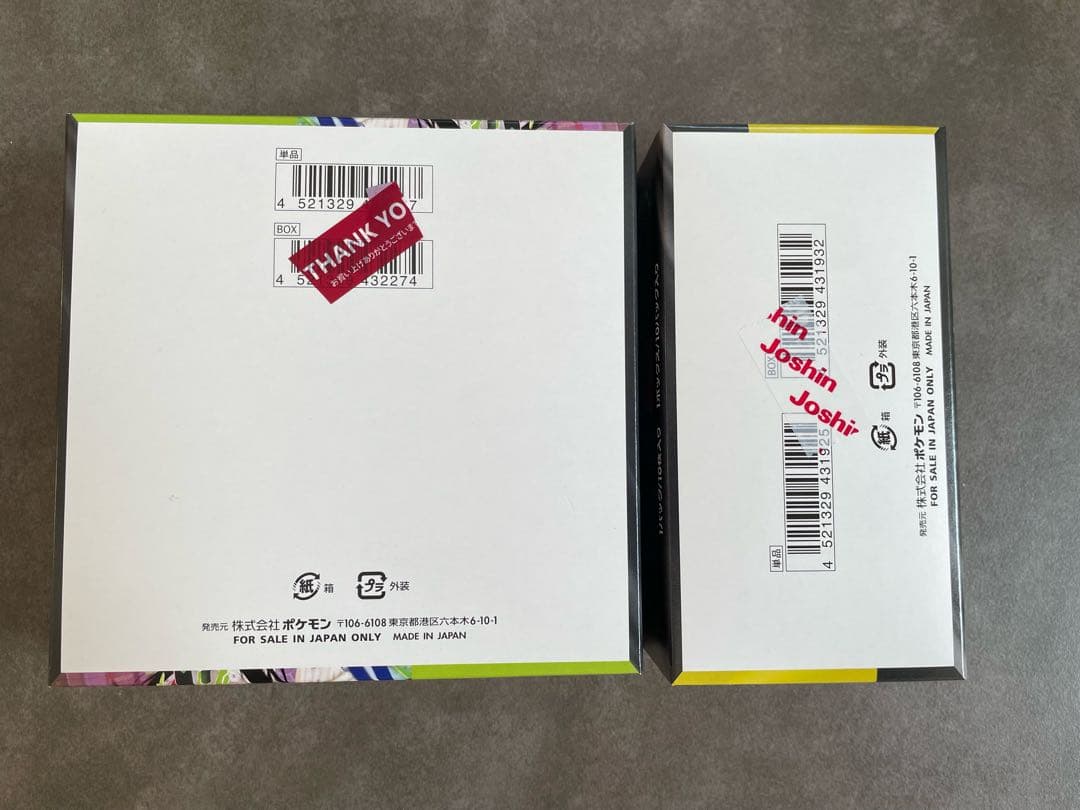 単品
4 521329
7
BOX
4 52
432274
THANK YO
お買い上げありがとうございます
紙 箱 プラ 外装
発売元 株式会社 ポケモン 〒106-6108 東京都港区六本木6-10-1
FOR SALE IN JAPAN ONLY MADE IN JAPAN
BOX
521329 431932
shin
Joshin
Joshin
単品
4 521329 431925
紙 箱 プラ 外装
発売元 株式会社 ポケモン 〒106-6108 東京都港区六本木6-10-1
FOR SALE IN JAPAN ONLY MADE IN JAPAN